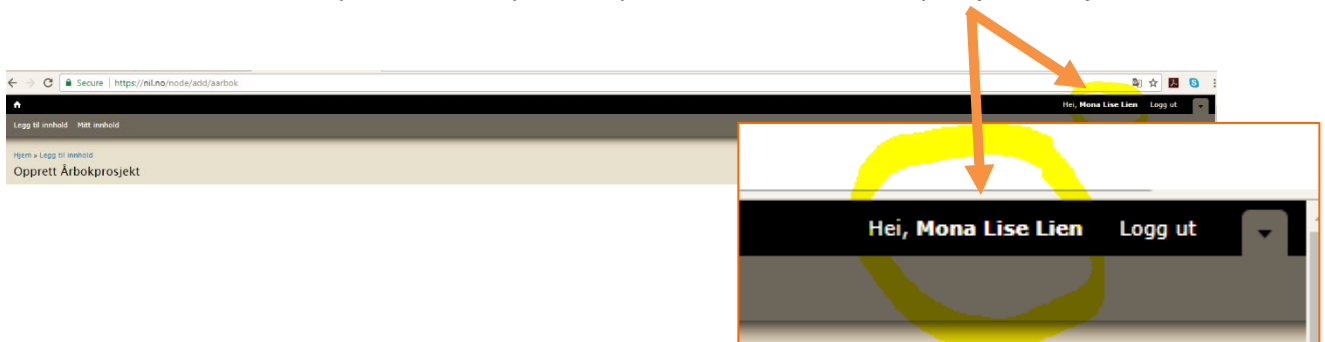 Secure | https://nil.no/node/add/aarbok
Hei, Mona Lise Lien Logg ut
Legg til innhold Mitt innhold
Hjem » Legg til innhold
Opprett Årbokprosjekt
Hei, Mona Lise Lien Logg ut